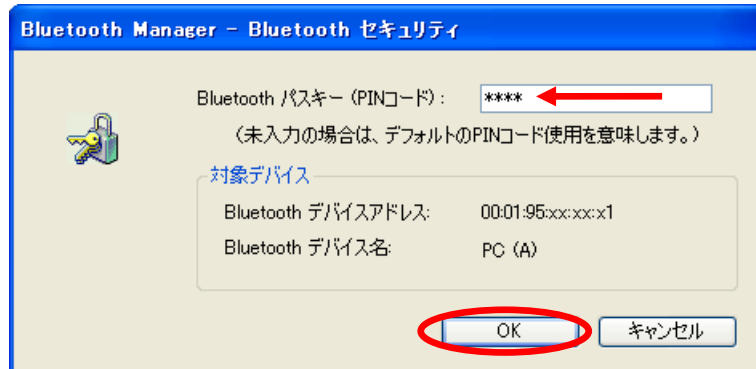 Bluetooth Manager - Bluetooth セキュリティ
Bluetooth パスキー (PINコード) : ****
(未入力の場合は、デフォルトのPINコード使用を意味します。)
対象デバイス
Bluetooth デバイスアドレス: 00:01:95:xx:xx:x1
Bluetooth デバイス名: PC (A)
OK キャンセル